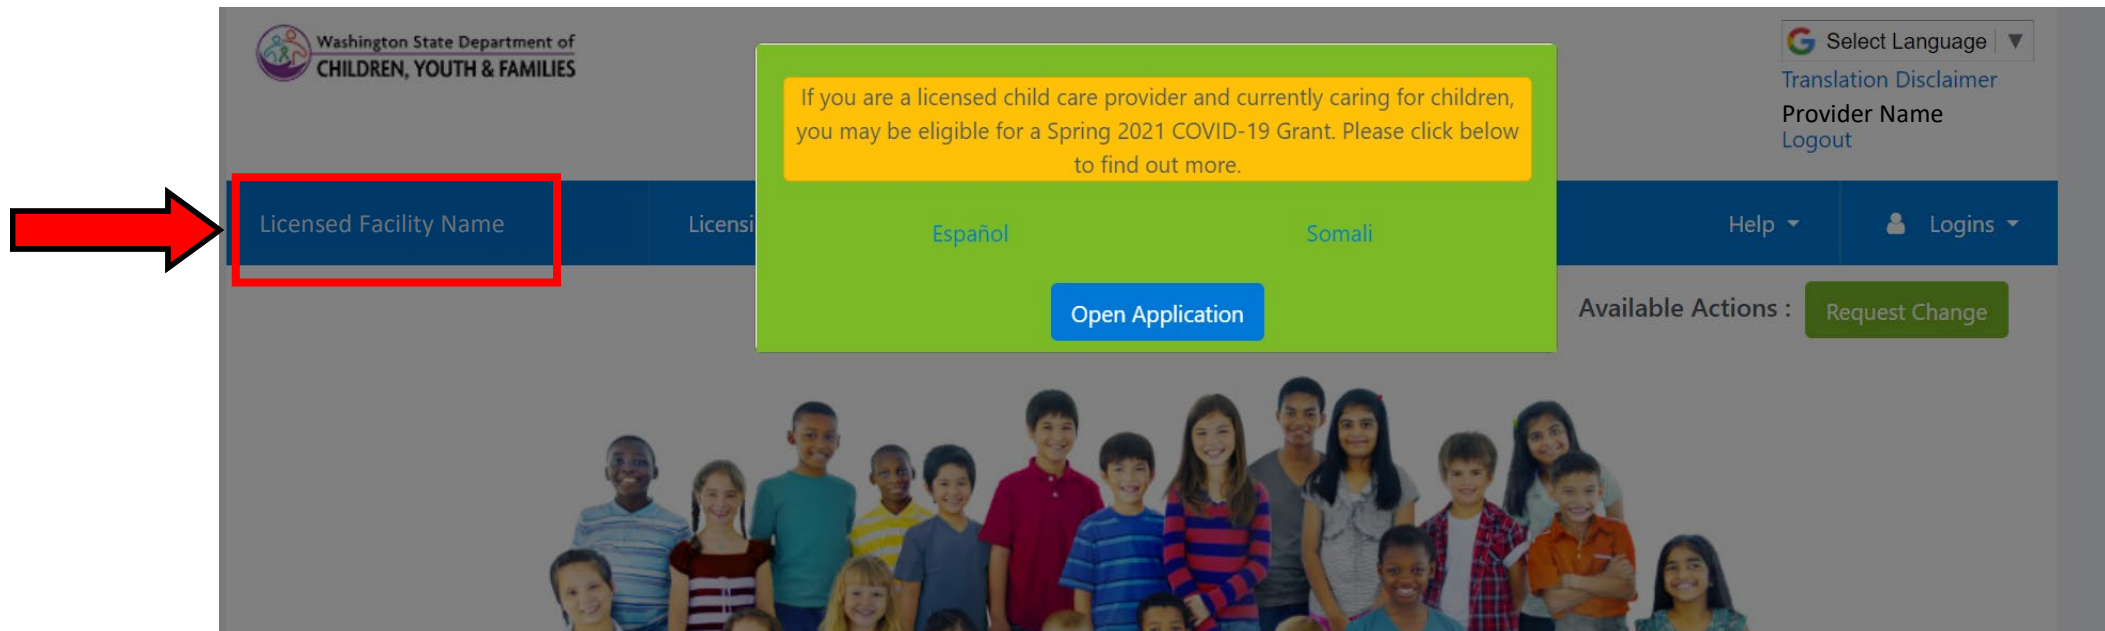 Washington State Department of
CHILDREN, YOUTH & FAMILIES
Select Language
Translation Disclaimer
Provider Name
Logout
If you are a licensed child care provider and currently caring for children,
you may be eligible for a Spring 2021 COVID-19 Grant. Please click below
to find out more.
Licensed Facility Name
Licensi
Español
Somali
Help
Logins
Open Application
Available Actions :
Request Change